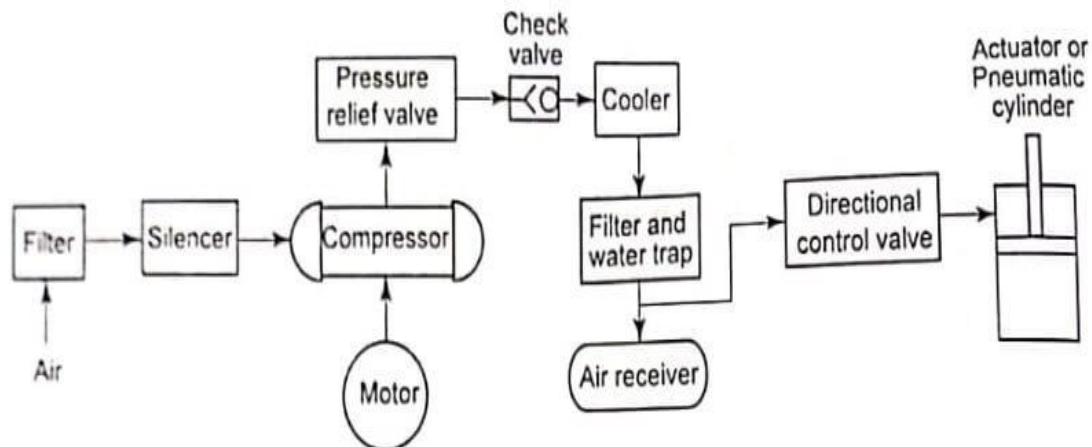 Check
valve
Actuator or
Pneumatic
cylinder
Pressure
relief valve
Cooler
Filter
Silencer
Compressor
Filter and
water trap
Directional
control valve
Air
Motor
Air receiver